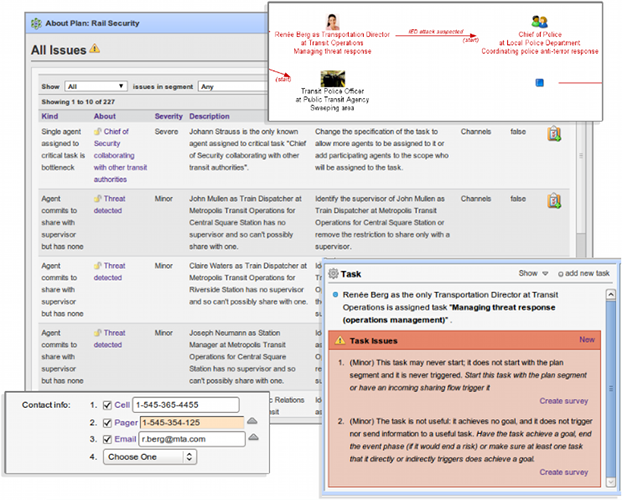 About Plan: Rail Security
All Issues
Show All issues in segment Any
Showing 1 to 10 of 227
Kind About Severity Description
Single agent assigned to critical task is bottleneck
Chief of Security collaborating with other transit authorities
Severe
Johann Strauss is the only known agent assigned to critical task "Chief of Security collaborating with other transit authorities".
Change the specification of the task to allow more agents to be assigned to it or add participating agents to the scope who will be assigned to the task.
Channels
false
Agent commits to share with supervisor but has none
Threat detected
Minor
John Mullen as Train Dispatcher at Metropolis Transit Operations for Central Square Station has no supervisor and so can't possibly share with one.
Identify the supervisor of John Mullen as Train Dispatcher at Metropolis Transit Operations for Central Square Station or remove the restriction to share only with a supervisor.
Channels
false
Agent commits to share with supervisor but has none
Threat detected
Minor
Claire Waters as Train Dispatcher at Metropolis Transit Operations for Riverside Station has no supervisor and so can't possibly share with one.
Agent commits to share with supervisor but has none
Threat detected
Minor
Joseph Neumann as Station Manager at Metropolis Transit Operations for Central Square Station has no supervisor and so can't possibly share with one.
Relations
Renée Berg as Transportation Director
at Transit Operations
Managing threat response
IED attack suspected
(start)
Chief of Police
at Local Police Department
Coordinating police anti-terror response
(start)
Transit Police Officer
at Public Transit Agency
Sweeping area
Task Show add new task
Renée Berg as the only Transportation Director at Transit
Operations is assigned task "Managing threat response
(operations management)" .
Task Issues New
1. (Minor) This task may never start; it does not start with the plan
segment and it is never triggered. Start this task with the plan segment
or have an incoming sharing flow trigger it
Create survey
2. (Minor) The task is not useful: it achieves no goal, and it does not trigger
nor send information to a useful task. Have the task achieve a goal, end
the event phase (if it would end a risk) or make sure at least one task
that it directly or indirectly triggers does achieve a goal.
Create survey
Contact info: 1. Cell 1-545-365-4455
2. Pager 1-545-354-125
3. Email r.berg@mta.com
4. Choose One